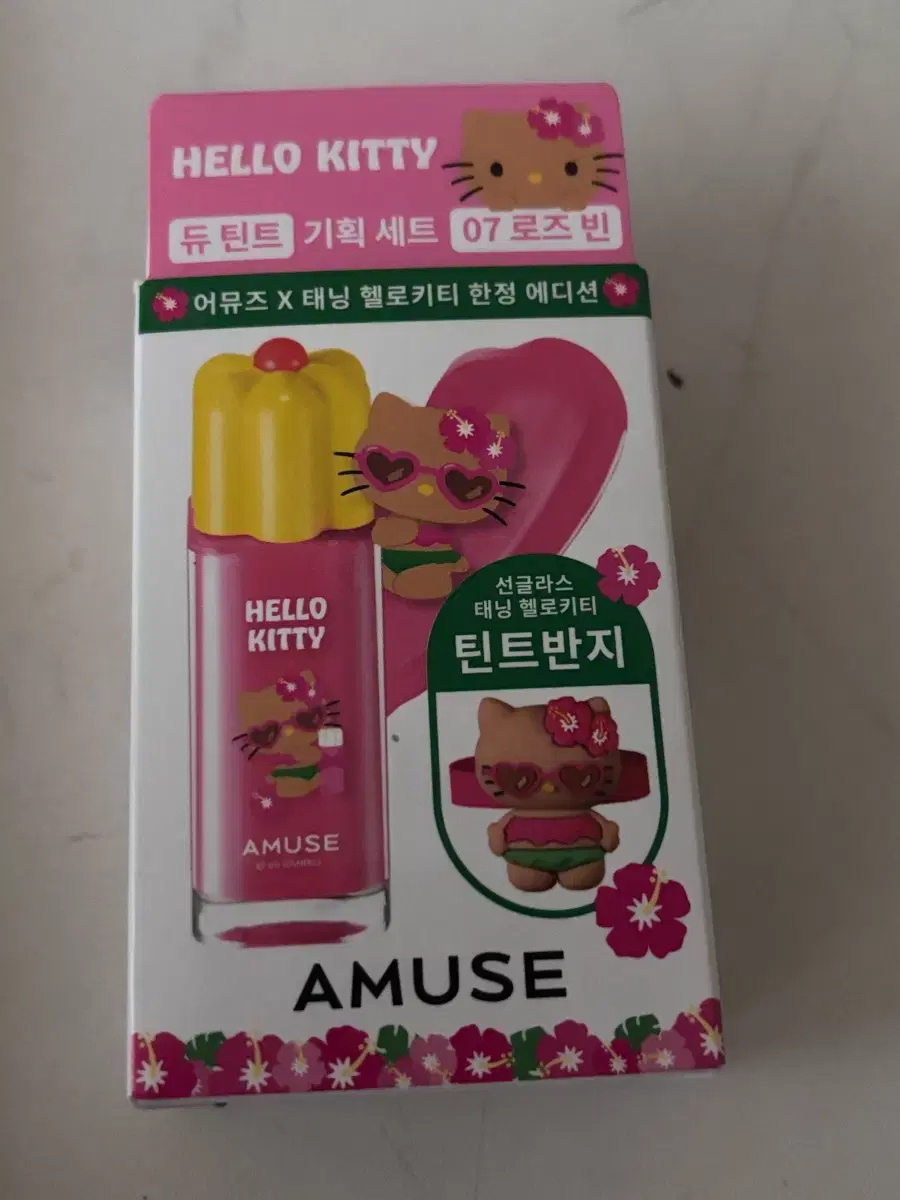 HELLO KITTY
듀 틴트 기획 세트 07 로즈 빈
어뮤즈 X 태닝 헬로키티 한정 에디션
HELLO
KITTY
AMUSE
선글라스
태닝 헬로키티
틴트반지
AMUSE